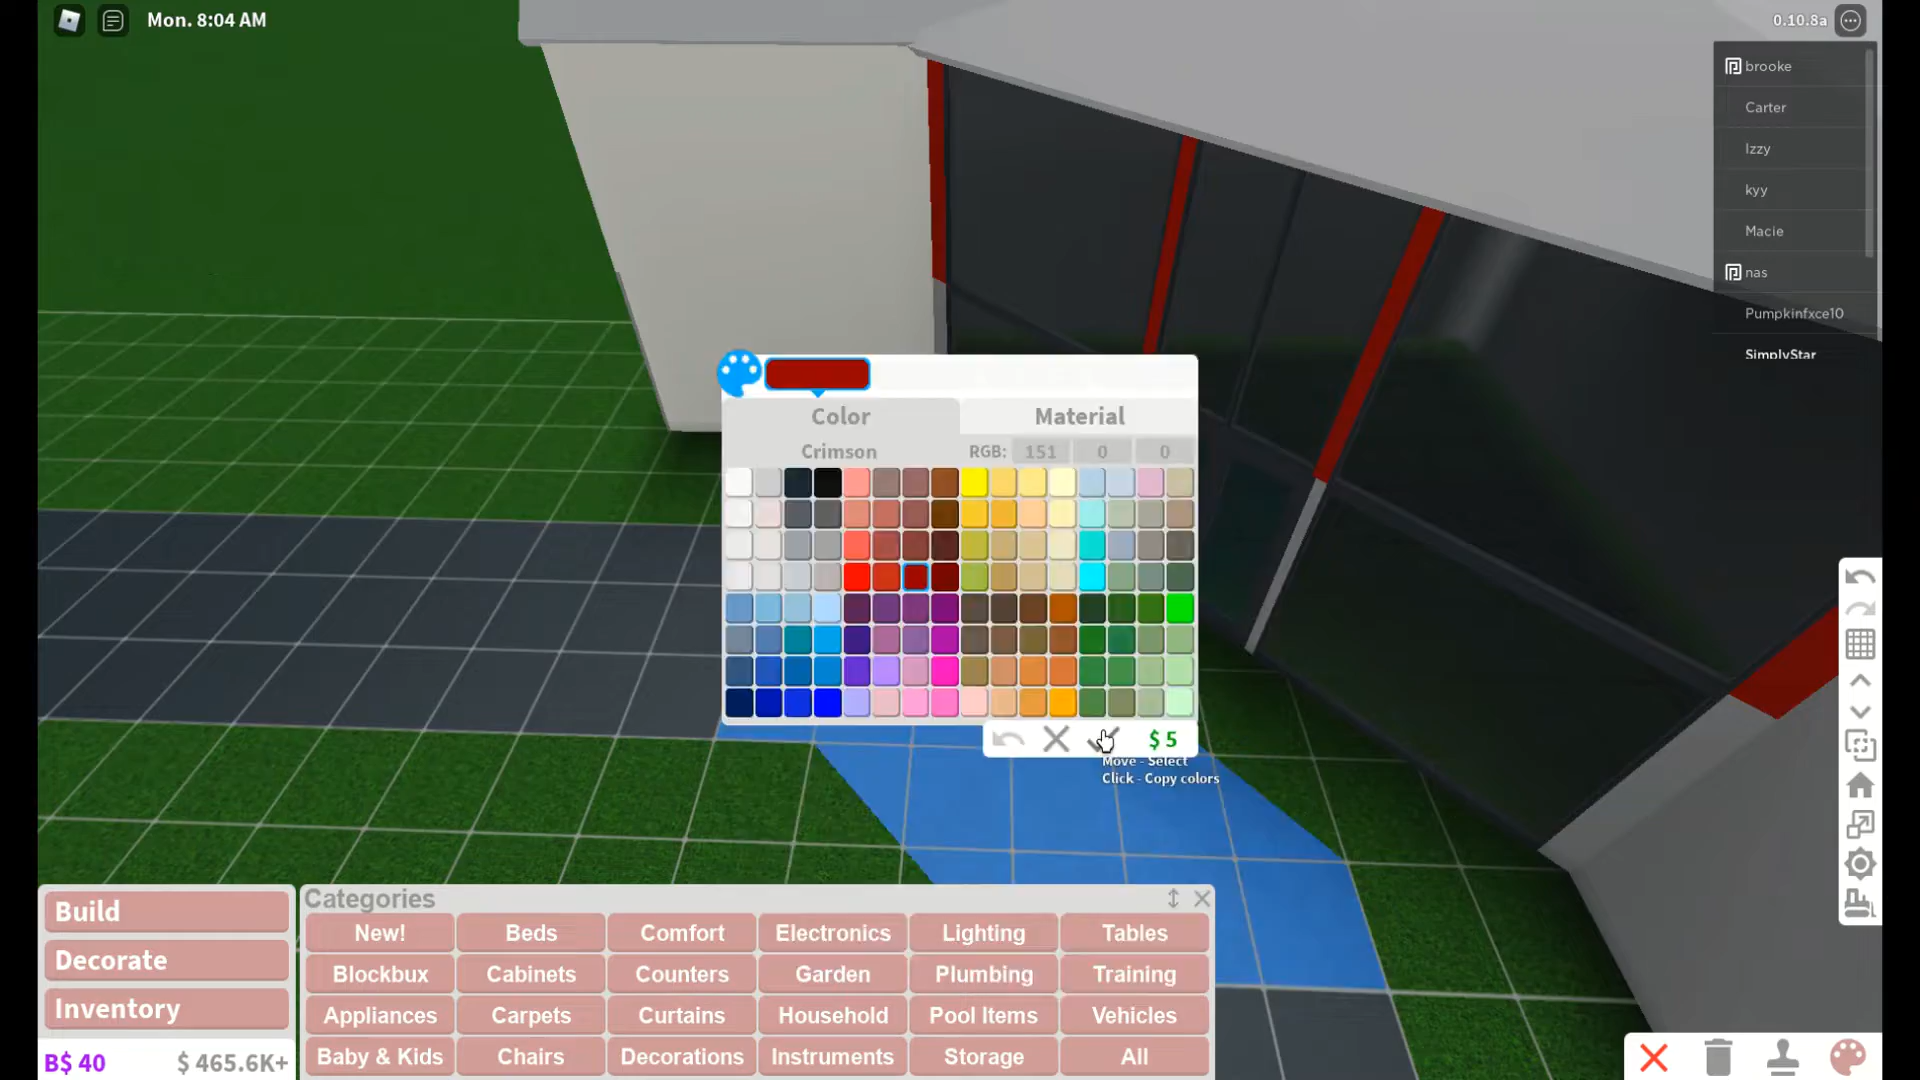 Mon. 8:04 AM
0.10.8a
brooke
Carter
Izzy
kyy
Macie
nas
Pumpkinfxce10
SimplyStar
Color
Material
Crimson
RGB: 151 0 0
$ 5
Move - Select
Click - Copy colors
Build
Decorate
Inventory
B$ 40
$ 465.6K+
Categories
New! Beds Comfort Electronics Lighting Tables
Blockbux Cabinets Counters Garden Plumbing Training
Appliances Carpets Curtains Household Pool Items Vehicles
Baby & Kids Chairs Decorations Instruments Storage All